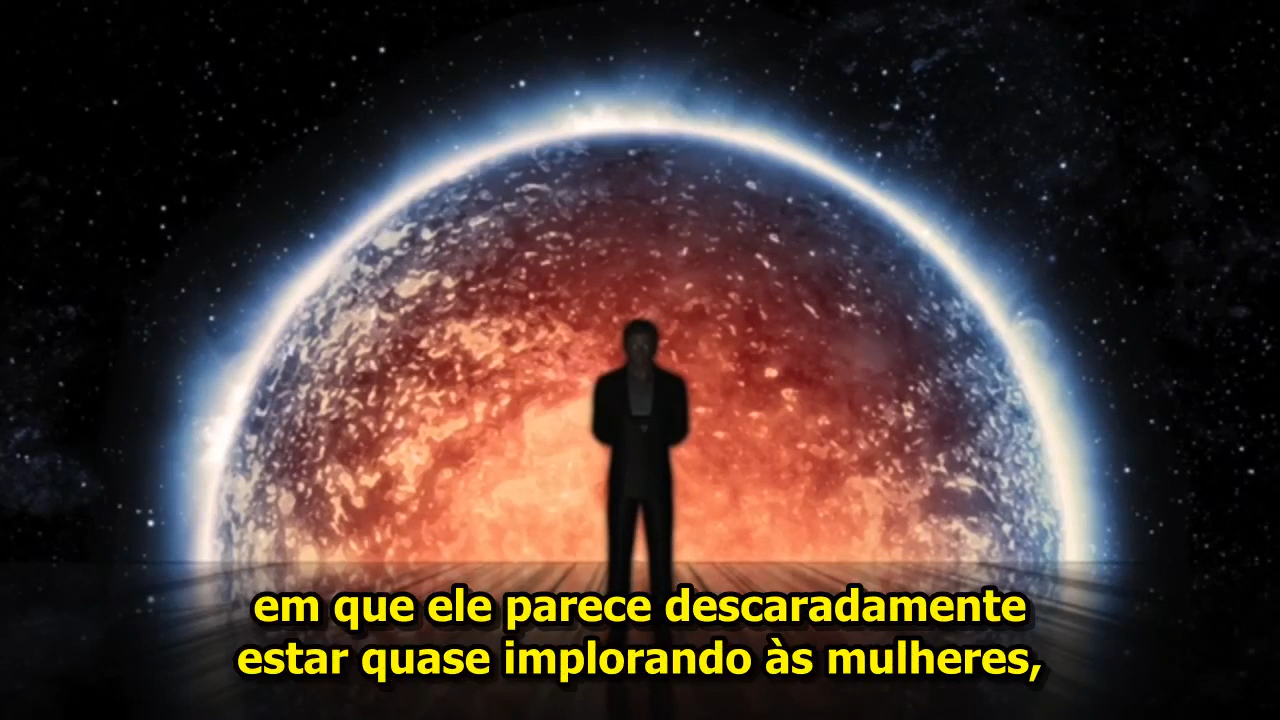 em que ele parece descaradamente
estar quase implorando às mulheres,